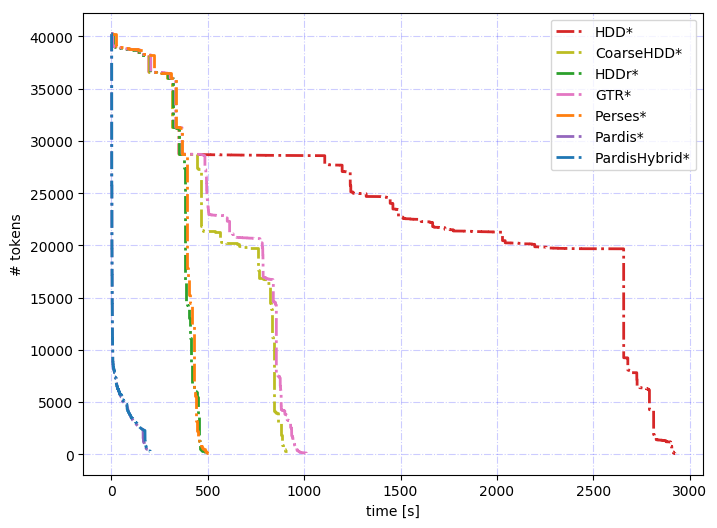 40000
35000
30000
25000
20000
15000
10000
5000
0
# tokens
HDD*
CoarseHDD*
HDDr*
GTR*
Perses*
Pardis*
PardisHybrid*
0 500 1000 1500 2000 2500 3000
time [s]